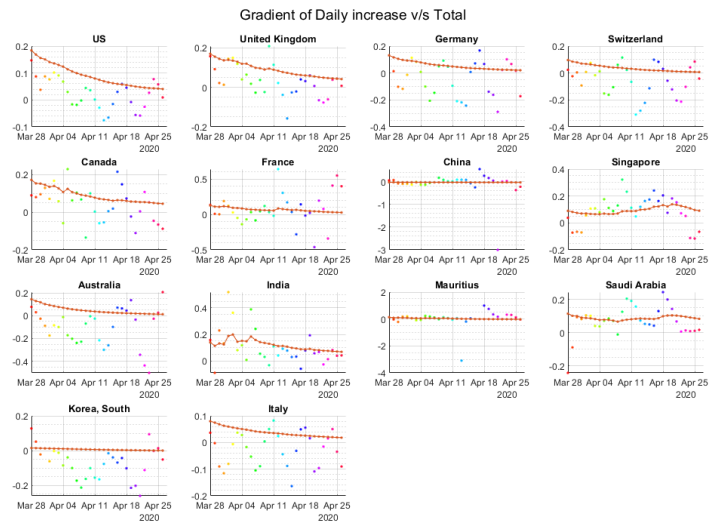 Gradient of Daily increase v/s Total
US
United Kingdom
Germany
Switzerland
0.2
0.1
0
-0.1
Mar 28 Apr 04 Apr 11 Apr 18 Apr 25
2020
0.2
0
-0.2
Mar 28 Apr 04 Apr 11 Apr 18 Apr 25
2020
0.2
0
-0.2
-0.4
Mar 28 Apr 04 Apr 11 Apr 18 Apr 25
2020
0.2
0
-0.2
-0.4
Mar 28 Apr 04 Apr 11 Apr 18 Apr 25
2020
Canada
France
China
Singapore
0.2
0
-0.2
Mar 28 Apr 04 Apr 11 Apr 18 Apr 25
2020
0.5
0
-0.5
Mar 28 Apr 04 Apr 11 Apr 18 Apr 25
2020
0
-1
-2
-3
Mar 28 Apr 04 Apr 11 Apr 18 Apr 25
2020
0.4
0.2
0
-0.2
Mar 28 Apr 04 Apr 11 Apr 18 Apr 25
2020
Australia
India
Mauritius
Saudi Arabia
0.2
0
-0.2
-0.4
Mar 28 Apr 04 Apr 11 Apr 18 Apr 25
2020
0.4
0.2
0
Mar 28 Apr 04 Apr 11 Apr 18 Apr 25
2020
2
0
-2
-4
Mar 28 Apr 04 Apr 11 Apr 18 Apr 25
2020
0.2
0
-0.2
Mar 28 Apr 04 Apr 11 Apr 18 Apr 25
2020
Korea, South
Italy
0.2
0
-0.2
Mar 28 Apr 04 Apr 11 Apr 18 Apr 25
2020
0.1
0
-0.1
-0.2
Mar 28 Apr 04 Apr 11 Apr 18 Apr 25
2020